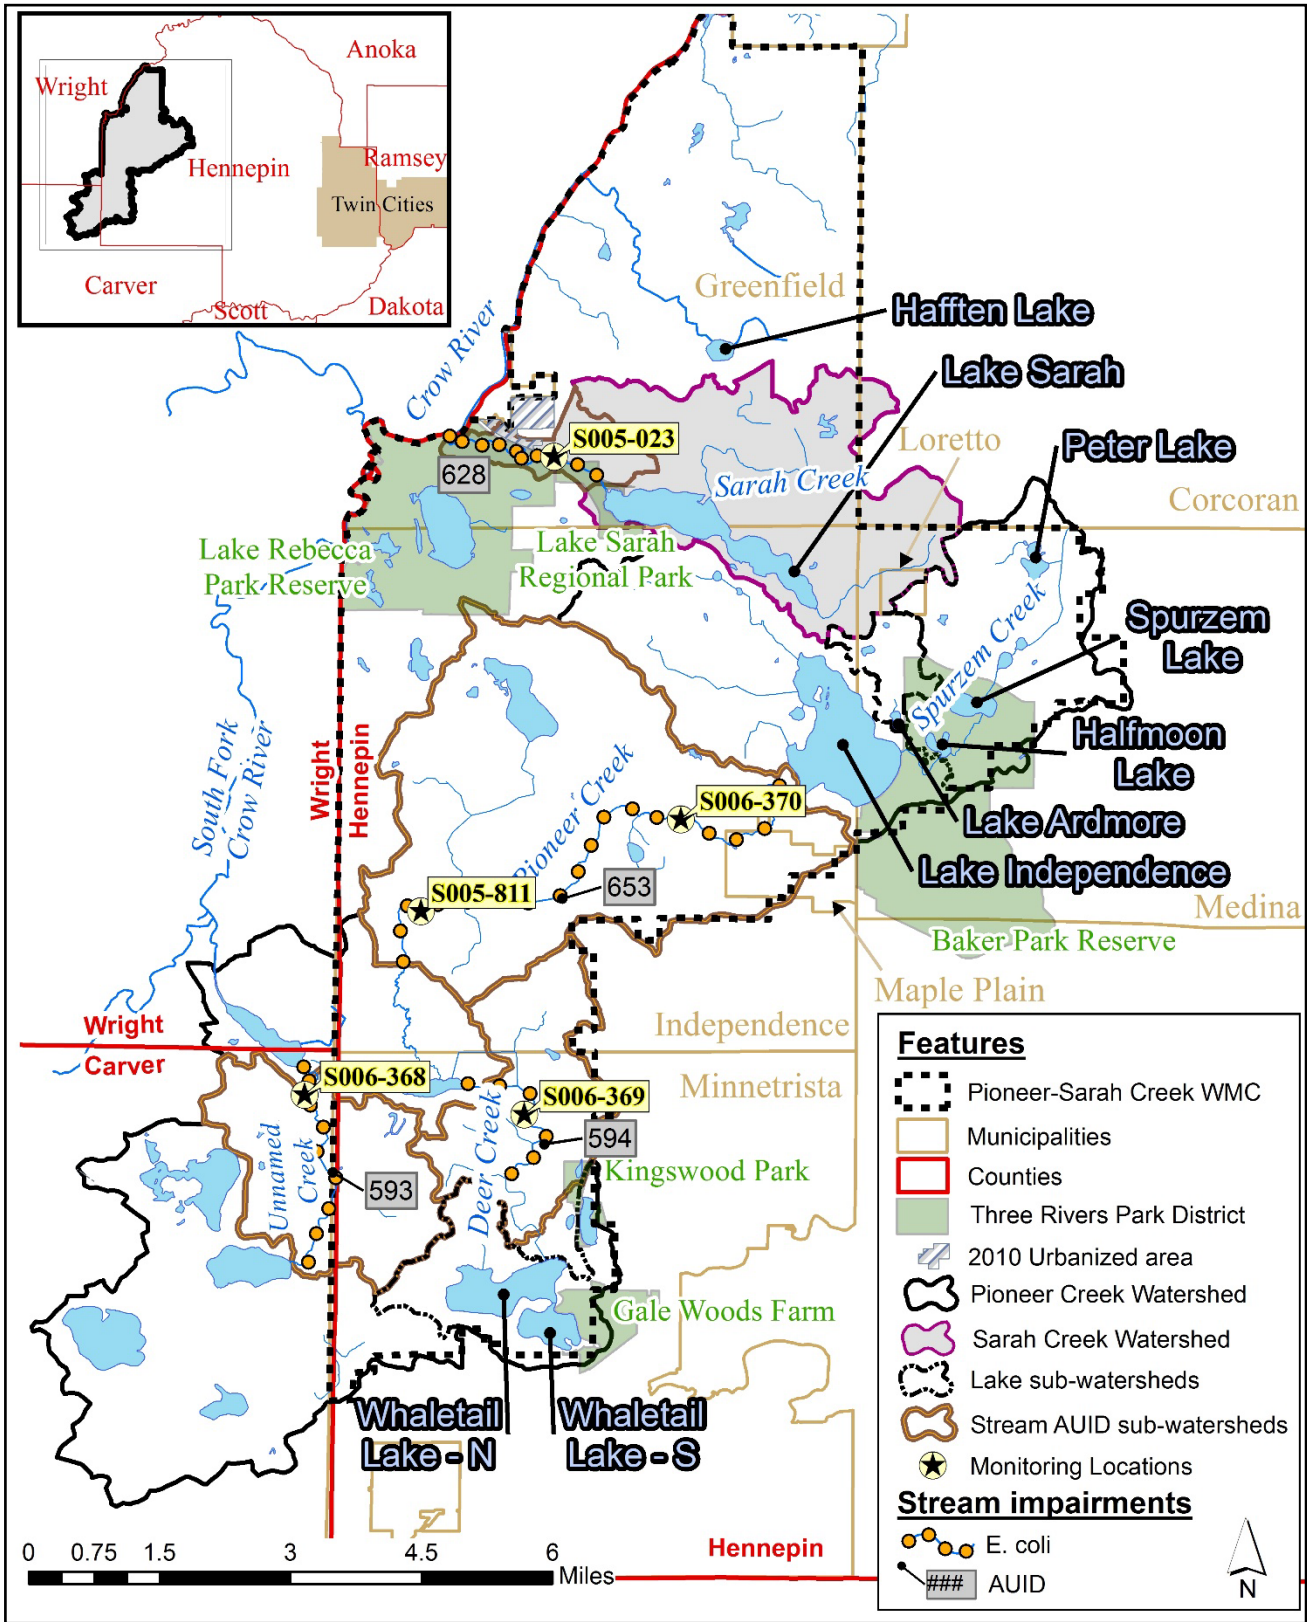 Anoka
Wright
Hennepin
Ramsey
Twin Cities
Carver
Scott
Dakota
Greenfield
Hafften Lake
Crow River
Lake Sarah
Loretto
S005-023
Peter Lake
628
Sarah Creek
Corcoran
Lake Rebecca
Park Reserve
Lake Sarah
Regional Park
Spurzem Creek
Spurzem
Lake
South Fork
Crow River
Wright
Hennepin
Halfmoon
Lake
Pioneer Creek
S006-370
Lake Ardmore
Lake Independence
S005-811
653
Medina
Baker Park Reserve
Maple Plain
Independence
Wright
Carver
Minnetrista
S006-368
S006-369
Unnamed
Creek
Deer Creek
594
593
Kingswood Park
Gale Woods Farm
Whaletail
Lake - N
Whaletail
Lake - S
Features
Pioneer-Sarah Creek WMC
Municipalities
Counties
Three Rivers Park District
2010 Urbanized area
Pioneer Creek Watershed
Sarah Creek Watershed
Lake sub-watersheds
Stream AUID sub-watersheds
Monitoring Locations
Stream impairments
E. coli
### AUID
N
0 0.75 1.5 3 4.5 6
Miles
Hennepin